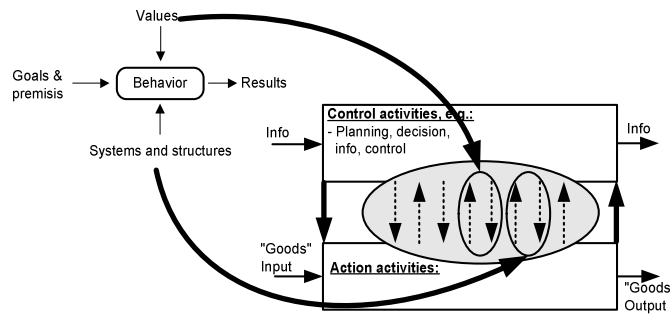 Values
Goals &
premisis
Behavior
Results
Systems and structures
Control activities, e.g.:
- Planning, decision,
info, control
Info
Info
"Goods"
Input
Action activities:
"Goods
Output